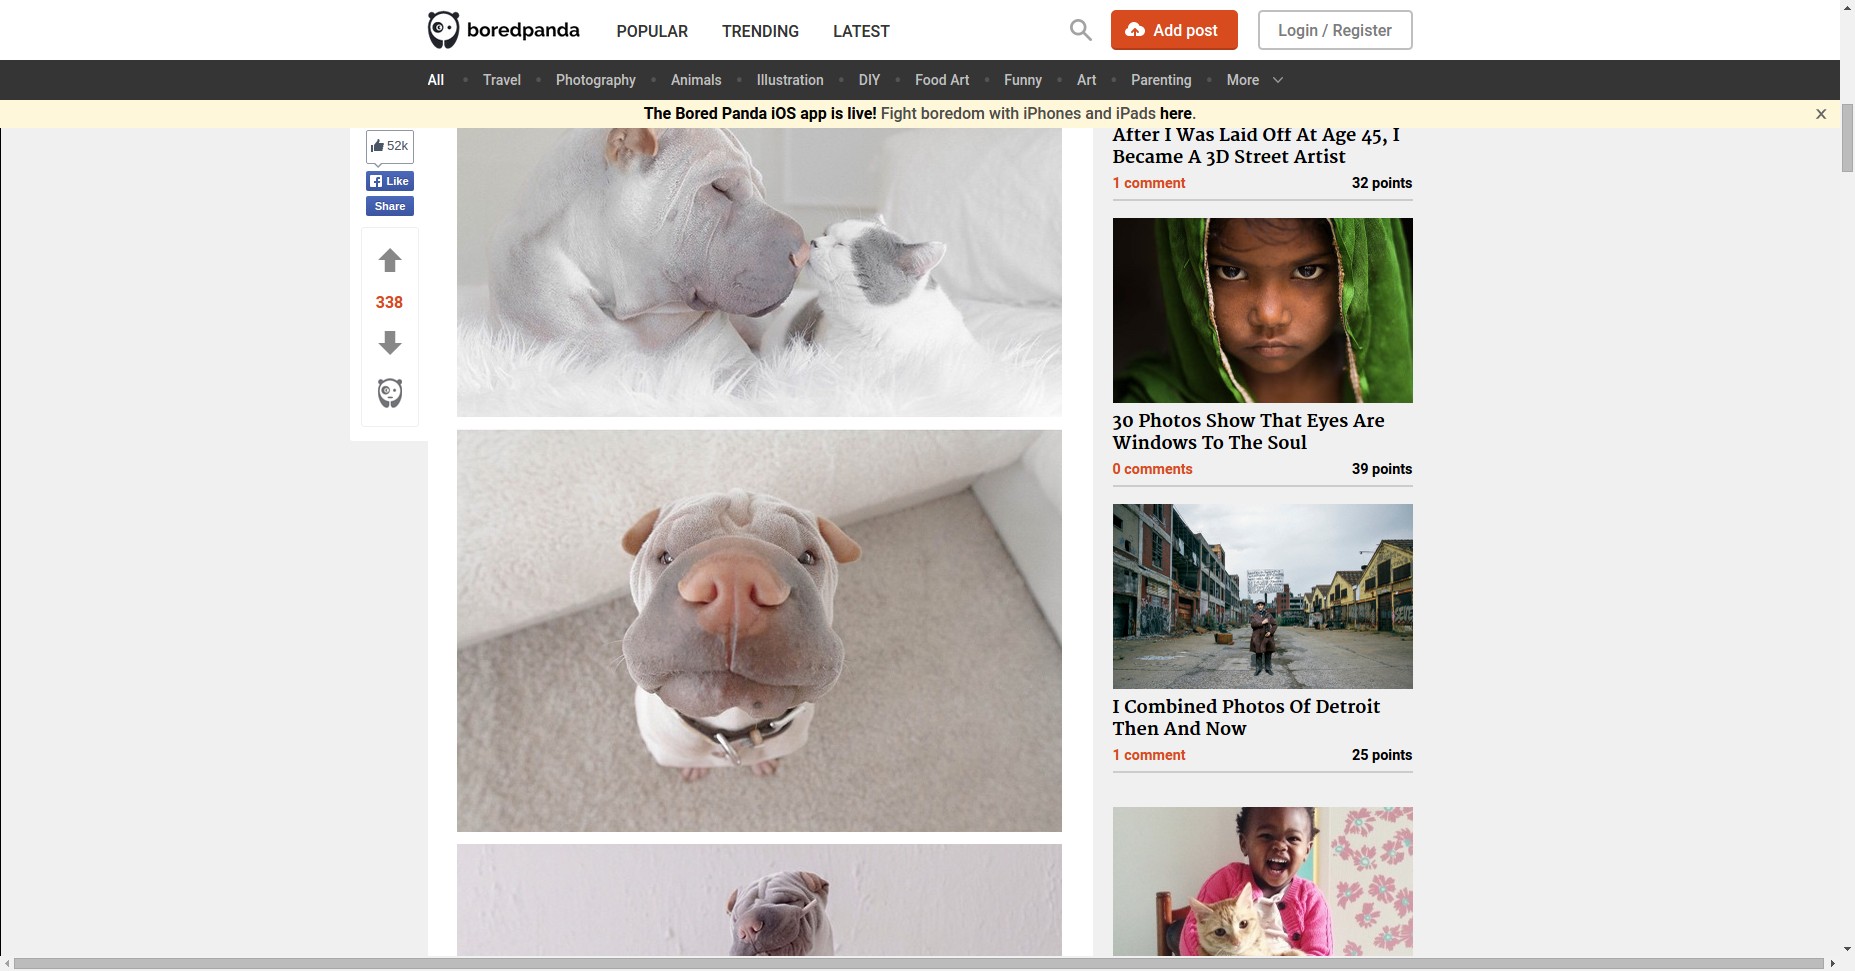 boredpanda
POPULAR
TRENDING
LATEST
Add post
Login / Register
All
Travel
Photography
Animals
Illustration
DIY
Food Art
Funny
Art
Parenting
More
The Bored Panda iOS app is live! Fight boredom with iPhones and iPads here.
52k
Like
Share
338
After I Was Laid Off At Age 45, I
Became A 3D Street Artist
1 comment
32 points
30 Photos Show That Eyes Are
Windows To The Soul
0 comments
39 points
I Combined Photos Of Detroit
Then And Now
1 comment
25 points